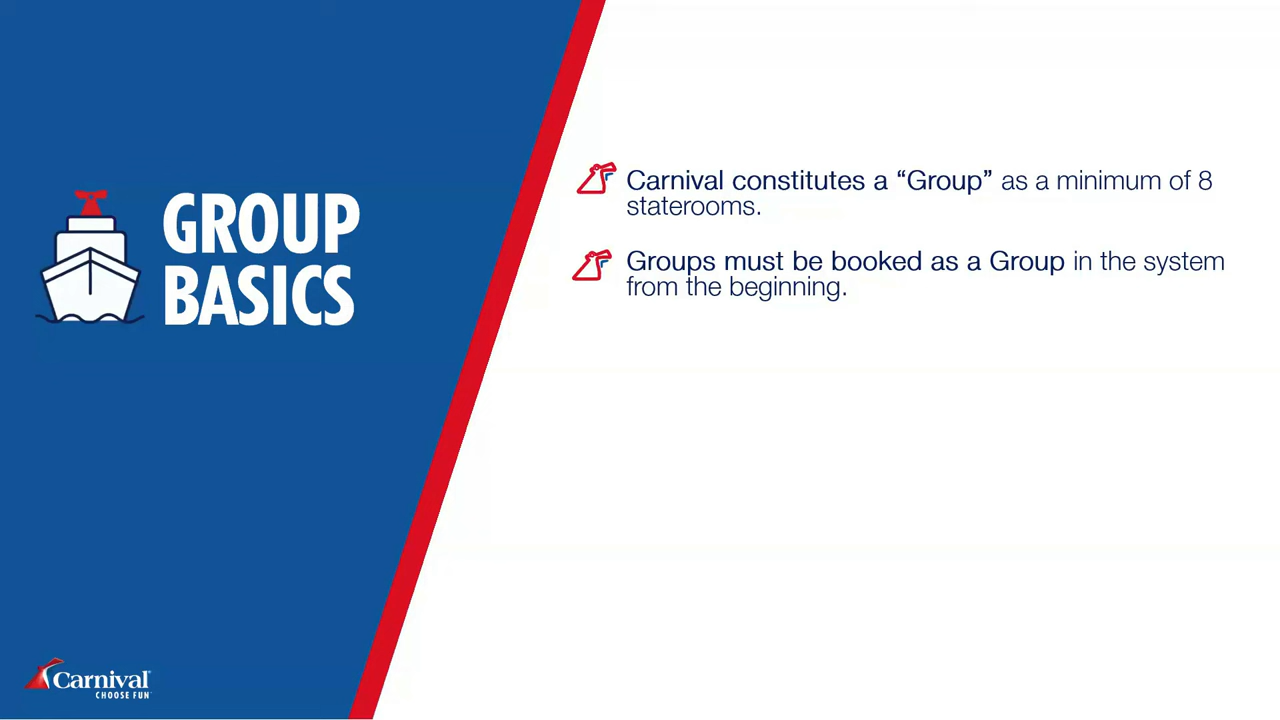 GROUP
BASICS
Carnival constitutes a “Group” as a minimum of 8
staterooms.
Groups must be booked as a Group in the system
from the beginning.
Carnival®
CHOOSE FUN